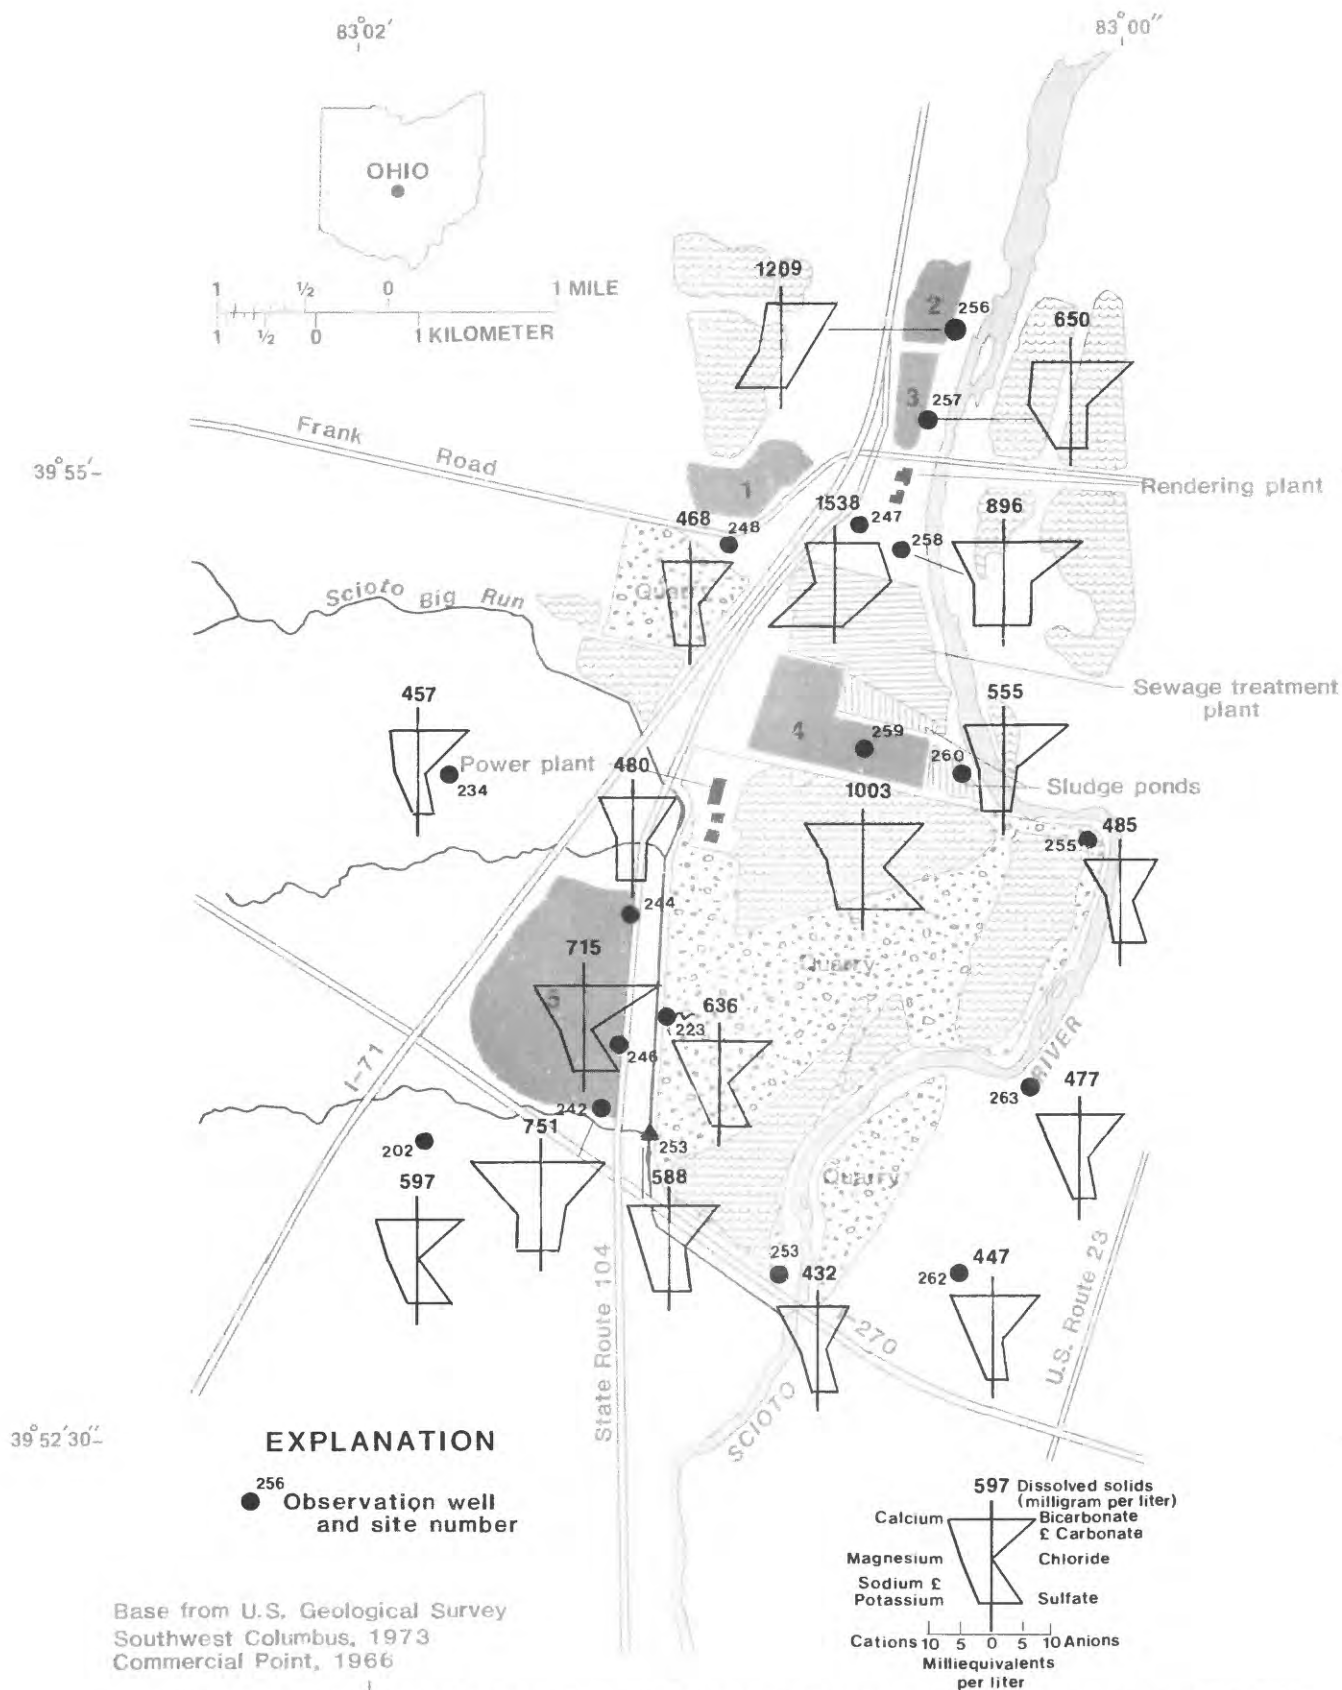 83°02′
83°00″
OHIO
1 ½ 0 1 MILE
1 ½ 0 1 KILOMETER
1209
2
256
650
3
257
Frank Road
39°55′
1
Rendering plant
468
248
1538
247
896
258
Quarry
Scioto Big Run
Sewage treatment
plant
457
555
4
259
Power plant
480
260
234
1003
Sludge ponds
485
255
244
715
Quarry
5
636
223
246
RIVER
I-71
477
263
242
751
253
202
597
588
Quarry
253
432
447
262
I-270
U.S. Route 23
State Route 104
SCIOTO
39°52′30″
EXPLANATION
256
Observation well
and site number
597 Dissolved solids
(milligram per liter)
Calcium Bicarbonate
£ Carbonate
Magnesium Chloride
Sodium £
Potassium Sulfate
Cations 10 5 0 5 10 Anions
Milliequivalents
per liter
Base from U.S. Geological Survey
Southwest Columbus, 1973
Commercial Point, 1966